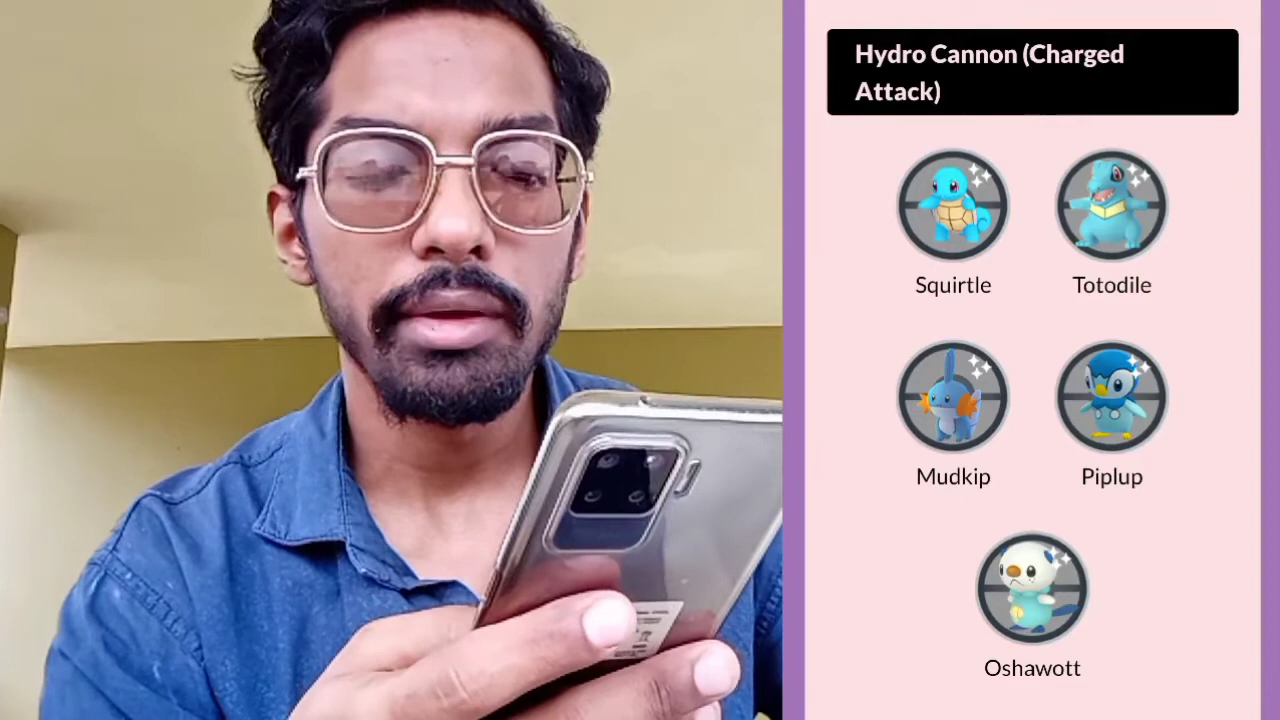 Hydro Cannon (Charged
Attack)
Squirtle
Totodile
Mudkip
Piplup
Oshawott